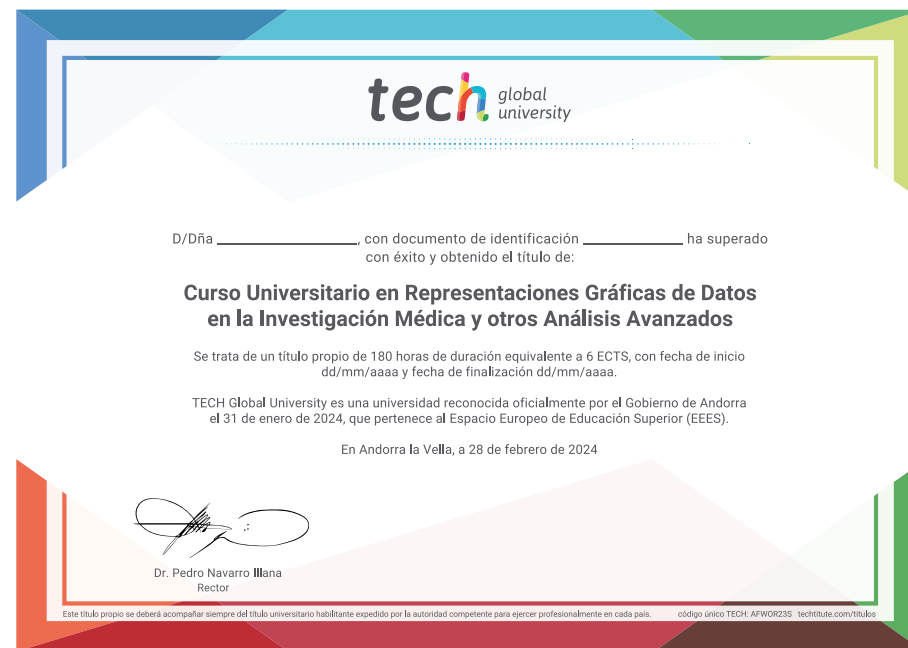 tech global university
D/Dña ____________, con documento de identificación ____________ ha superado
con éxito y obtenido el título de:
Curso Universitario en Representaciones Gráficas de Datos
en la Investigación Médica y otros Análisis Avanzados
Se trata de un título propio de 180 horas de duración equivalente a 6 ECTS, con fecha de inicio
dd/mm/aaaa y fecha de finalización dd/mm/aaaa.
TECH Global University es una universidad reconocida oficialmente por el Gobierno de Andorra
el 31 de enero de 2024, que pertenece al Espacio Europeo de Educación Superior (EEES).
En Andorra la Vella, a 28 de febrero de 2024
Dr. Pedro Navarro Illana
Rector
Este título propio se deberá acompañar siempre del título universitario habilitante expedido por la autoridad competente para ejercer profesionalmente en cada país. código único TECH: AFWOR23S techtitute.com/titulos